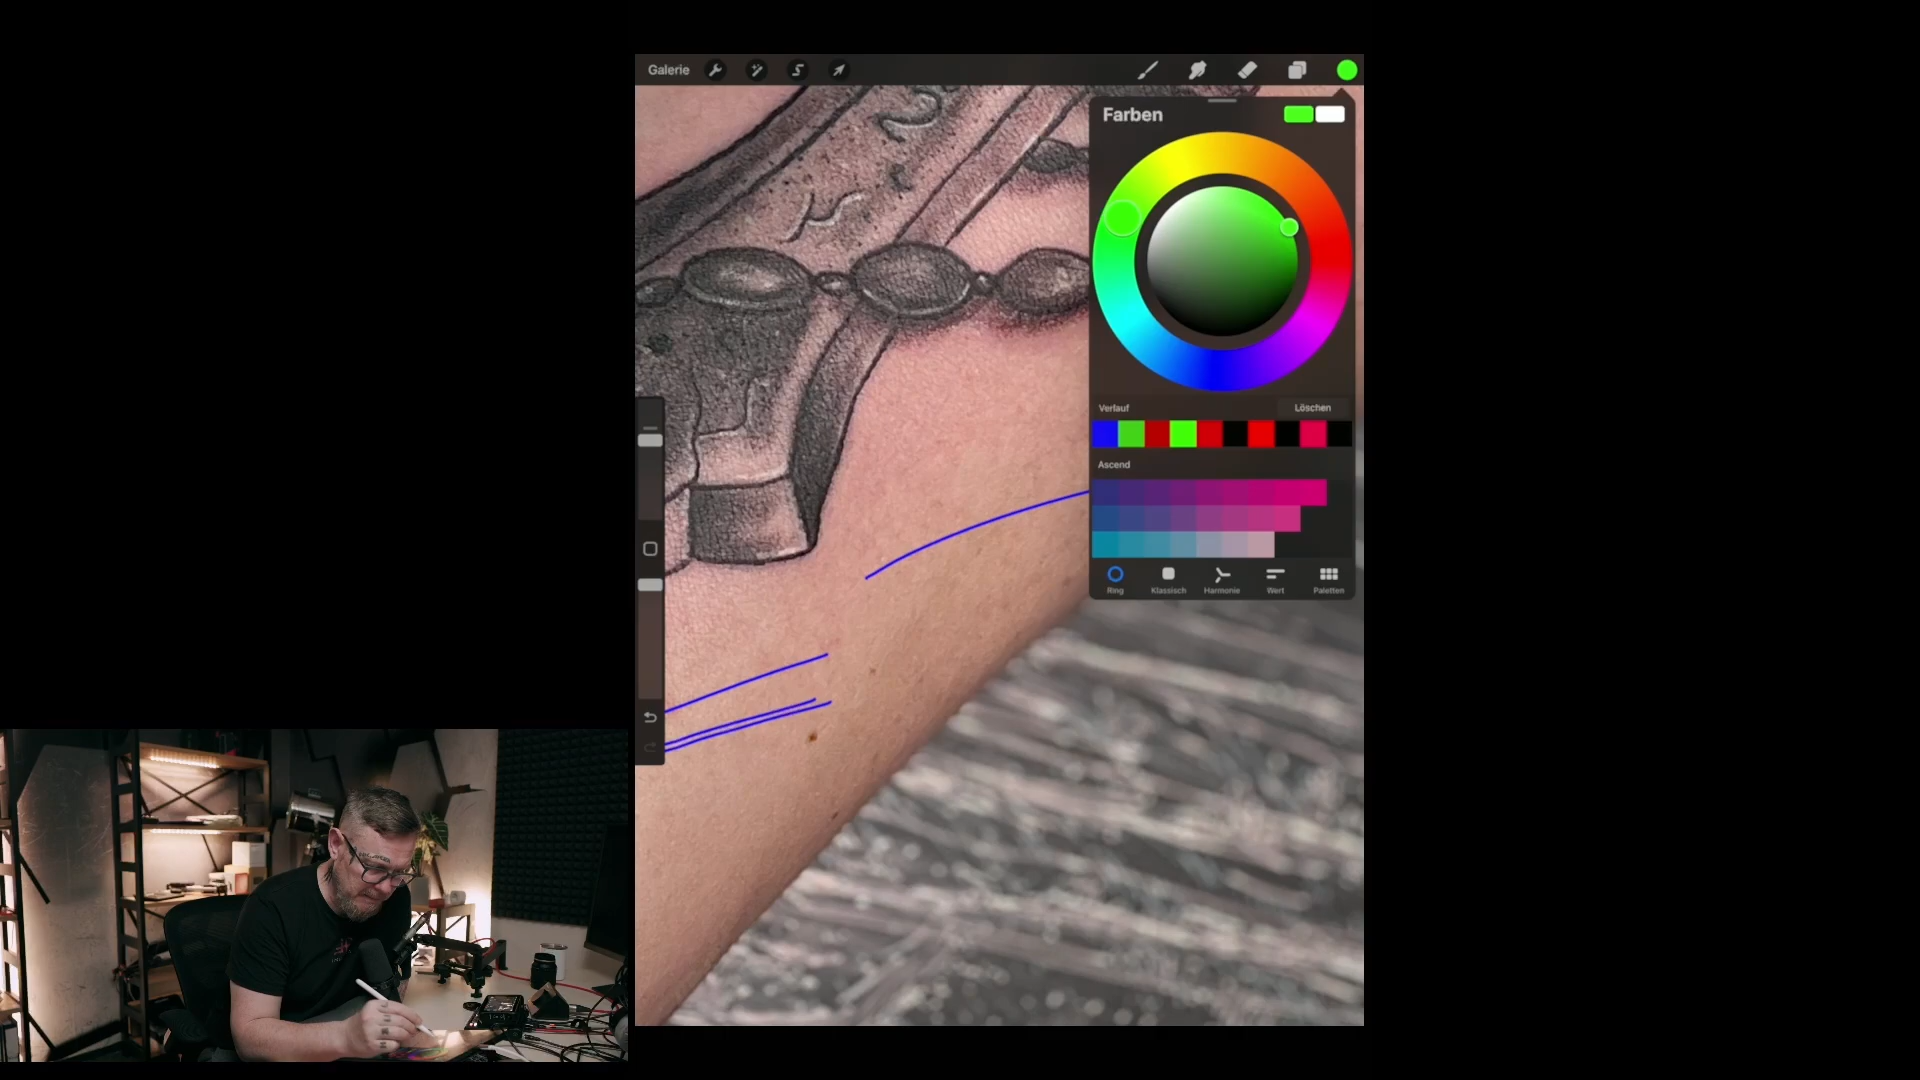 Galerie
Farben
Verlauf
Löschen
Ascend
Ring
Klassisch
Harmonie
Wert
Paletten